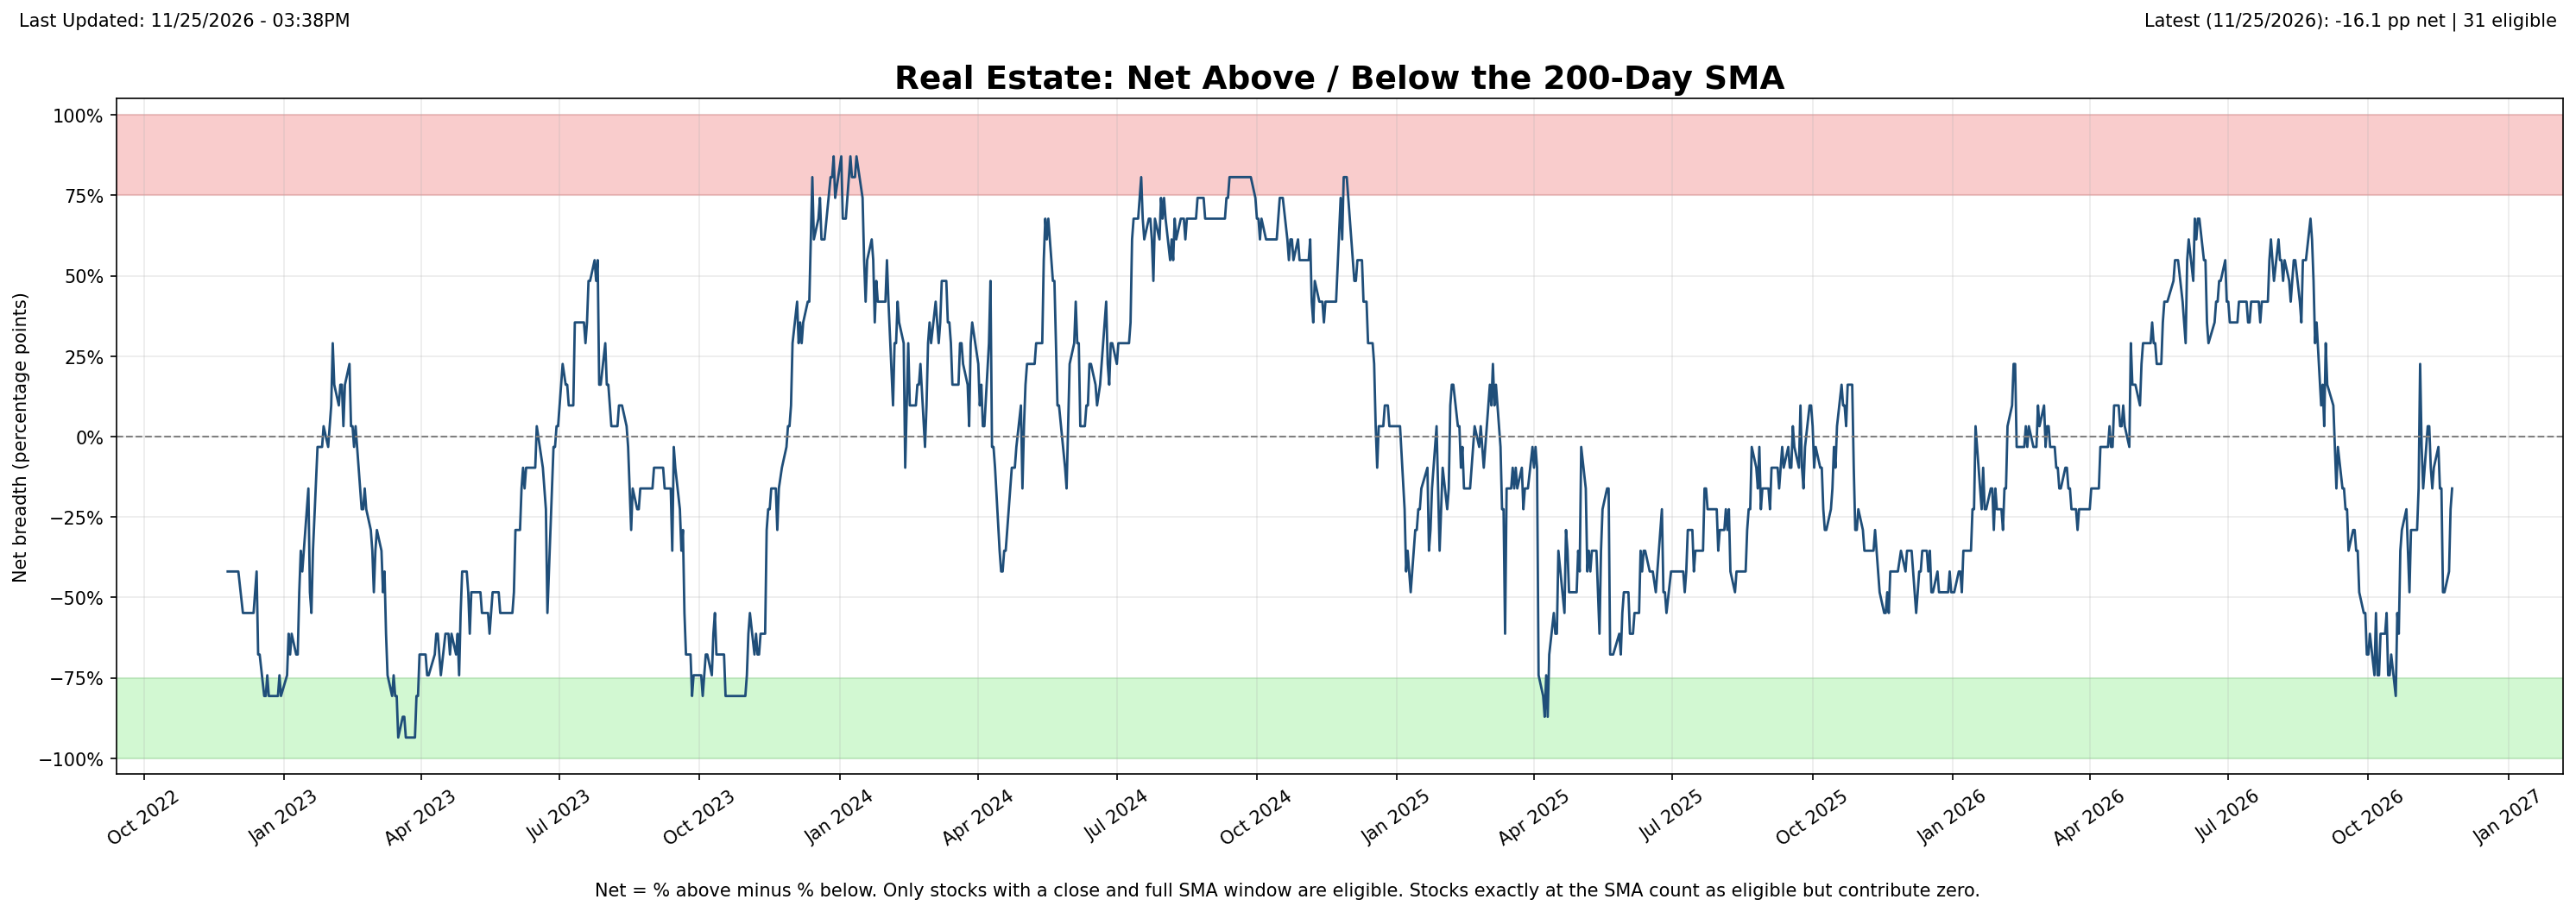 Last Updated: 11/25/2026 - 03:38PM
Latest (11/25/2026): -16.1 pp net | 31 eligible
Real Estate: Net Above / Below the 200-Day SMA
Net breadth (percentage points)
100%
75%
50%
25%
0%
−25%
−50%
−75%
−100%
Oct 2022
Jan 2023
Apr 2023
Jul 2023
Oct 2023
Jan 2024
Apr 2024
Jul 2024
Oct 2024
Jan 2025
Apr 2025
Jul 2025
Oct 2025
Jan 2026
Apr 2026
Jul 2026
Oct 2026
Jan 2027
Net = % above minus % below. Only stocks with a close and full SMA window are eligible. Stocks exactly at the SMA count as eligible but contribute zero.